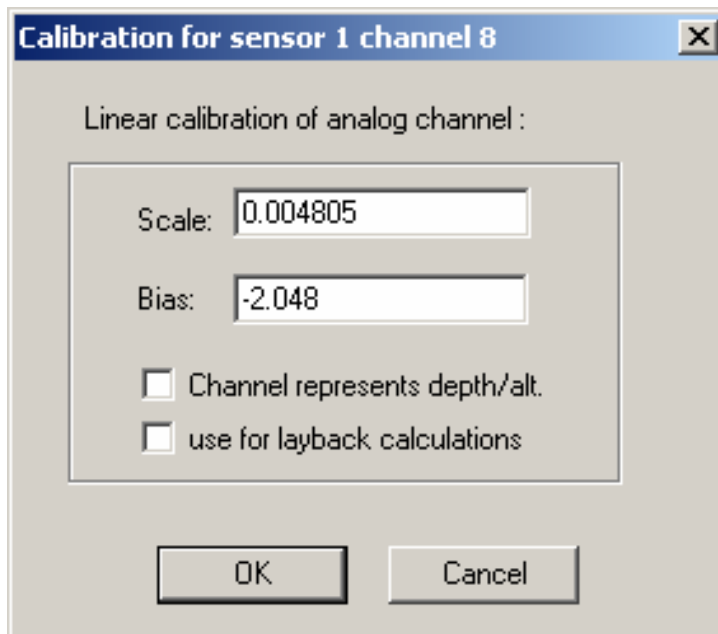 Calibration for sensor 1 channel 8
Linear calibration of analog channel :
Scale: 0.004805
Bias: -2.048
Channel represents depth/alt.
use for layback calculations
OK Cancel